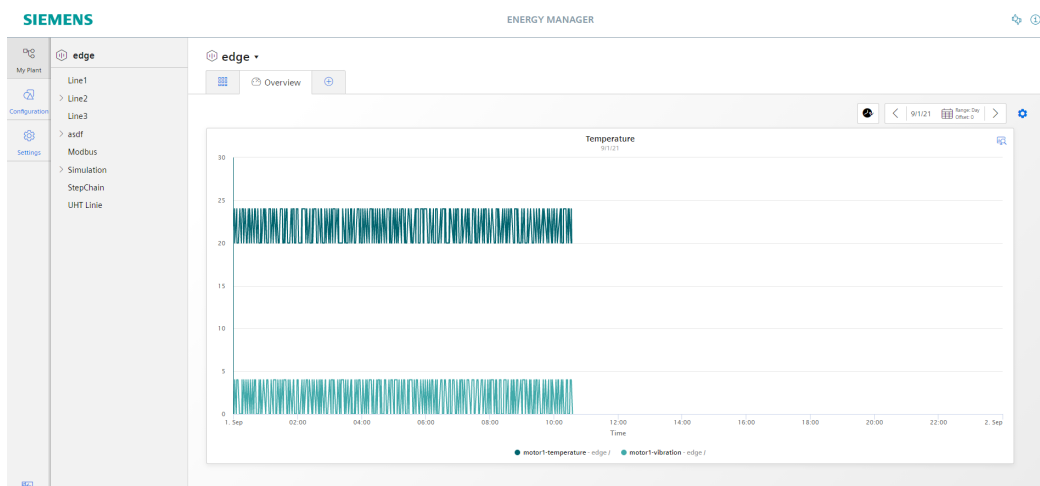 SIEMENS
ENERGY MANAGER
My Plant
Configuration
Settings
edge
Line1
Line2
Line3
asdf
Modbus
Simulation
StepChain
UHT Linie
edge
Overview
9/1/21
Range: Day
Offset: 0
Temperature
9/1/21
30
25
20
15
10
5
0
1. Sep 02:00 04:00 06:00 08:00 10:00 12:00 14:00 16:00 18:00 20:00 22:00 2. Sep
Time
motor1-temperature - edge / motor1-vibration - edge /